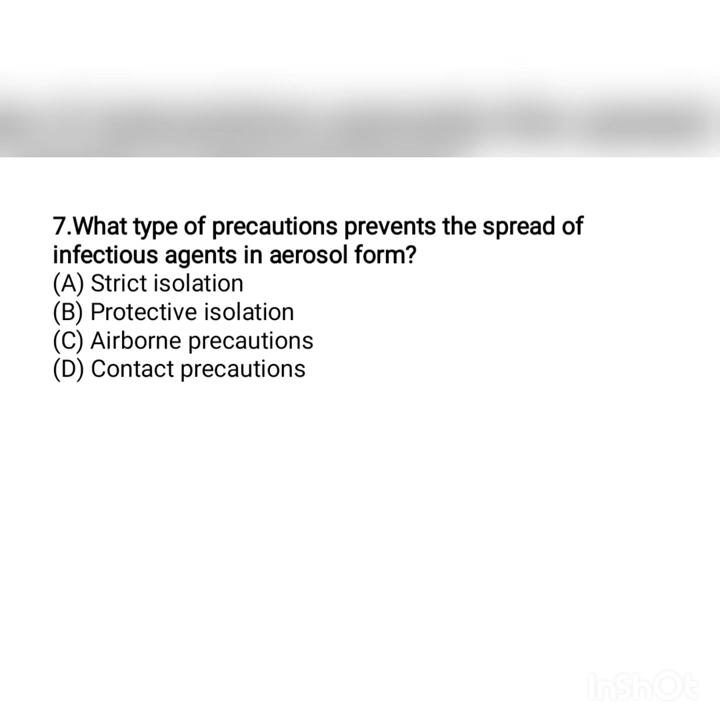 7.What type of precautions prevents the spread of
infectious agents in aerosol form?
(A) Strict isolation
(B) Protective isolation
(C) Airborne precautions
(D) Contact precautions
InShOt